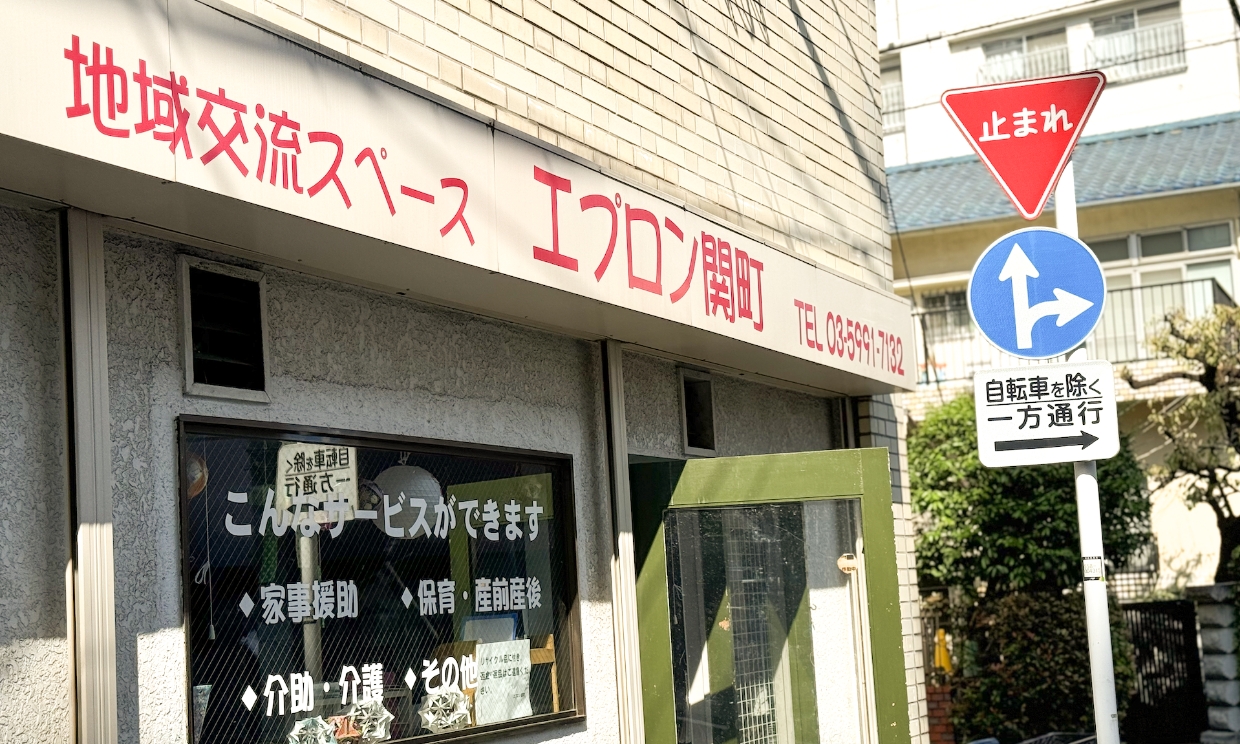 地域交流スペース エプロン関町 TEL 03-5991-7132
止まれ
自転車を除く
一方通行
こんなサービスができます
◆家事援助 ◆保育・産前産後
◆介助・介護 ◆その他